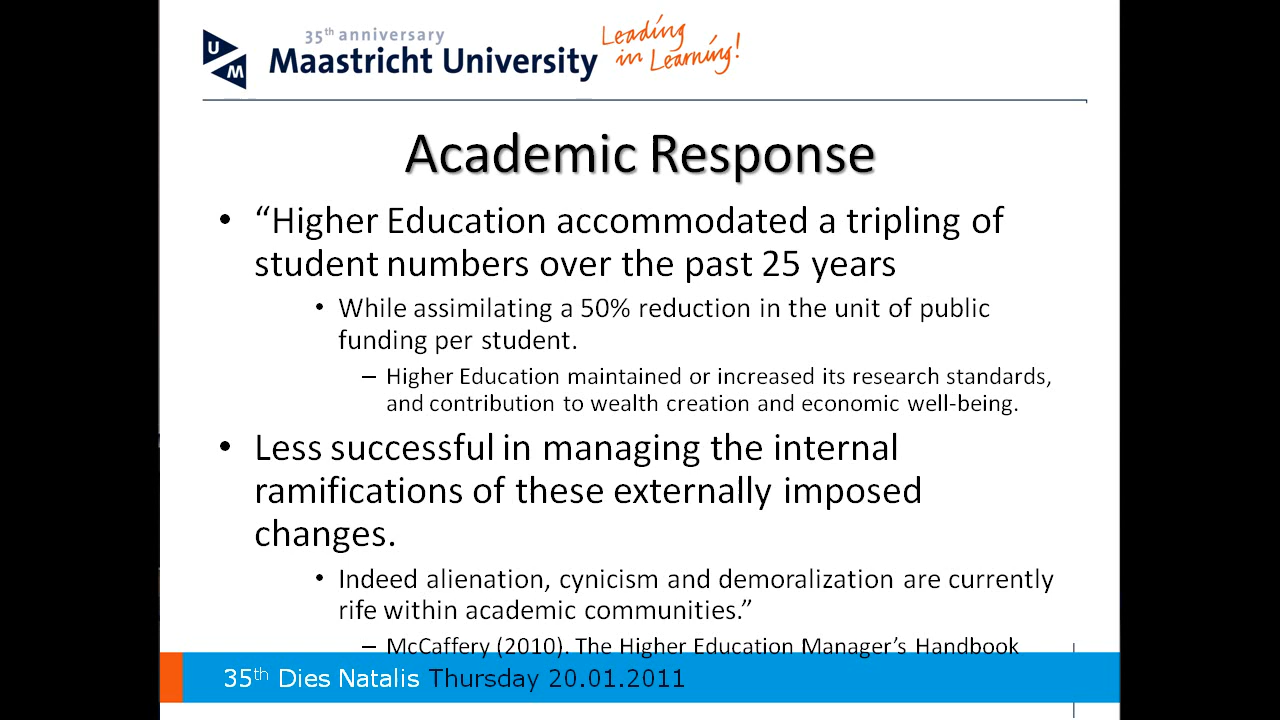 U
M
35th anniversary
Maastricht University
Leading
in Learning!
Academic Response
• “Higher Education accommodated a tripling of
student numbers over the past 25 years
• While assimilating a 50% reduction in the unit of public
funding per student.
– Higher Education maintained or increased its research standards,
and contribution to wealth creation and economic well-being.
• Less successful in managing the internal
ramifications of these externally imposed
changes.
• Indeed alienation, cynicism and demoralization are currently
rife within academic communities.”
– McCaffery (2010). The Higher Education Manager’s Handbook
35th Dies Natalis Thursday 20.01.2011